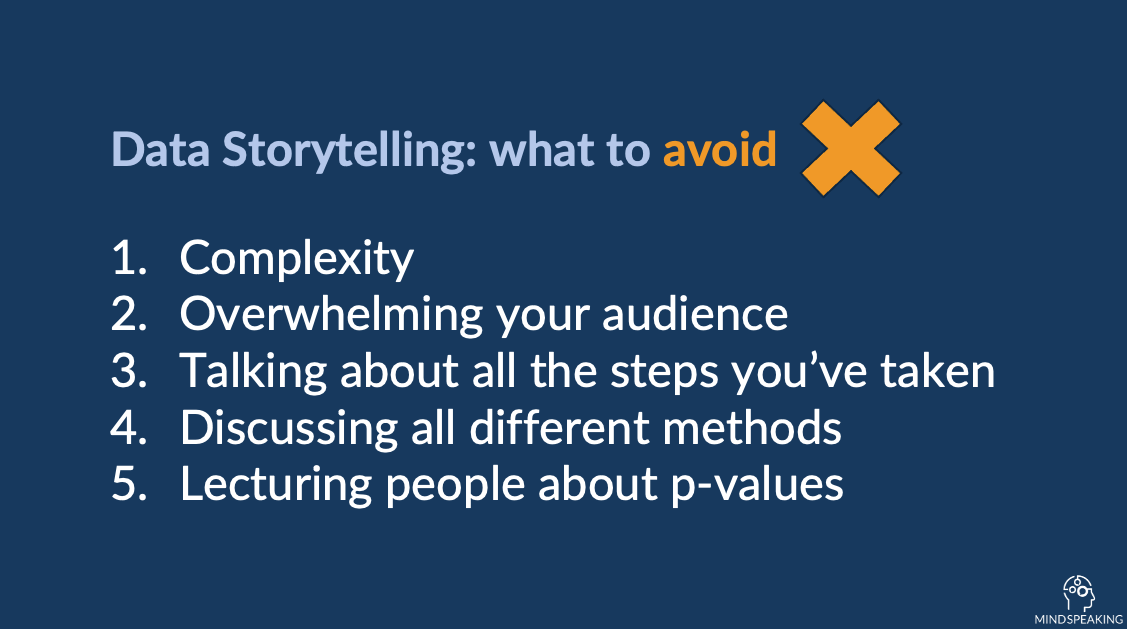 Data Storytelling: what to avoid
1. Complexity
2. Overwhelming your audience
3. Talking about all the steps you’ve taken
4. Discussing all different methods
5. Lecturing people about p-values
MINDSPEAKING